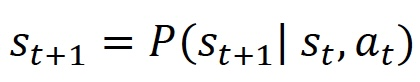 s_{t+1} = P(s_{t+1}| s_t, a_t)